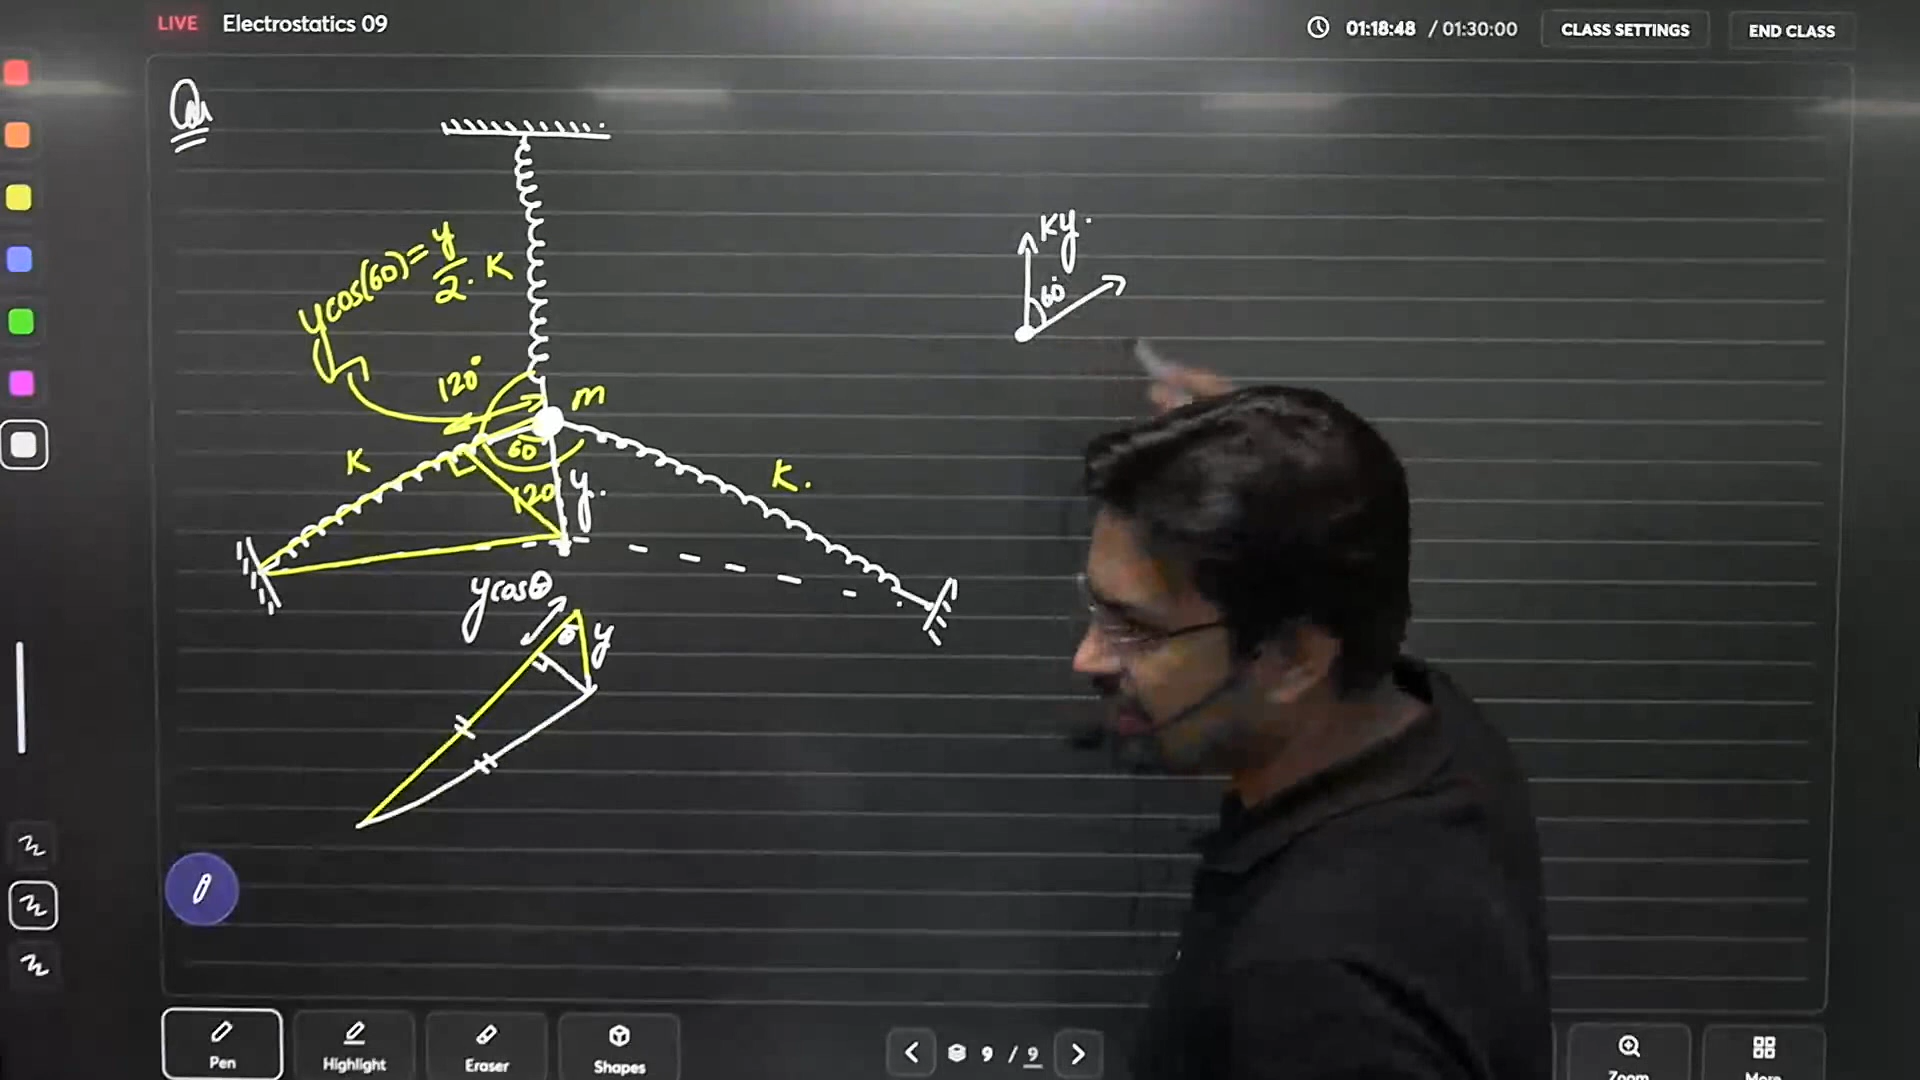 LIVE Electrostatics 09
01:18:48 / 01:30:00 CLASS SETTINGS END CLASS
Qu
ycos(60) = y/2 . K
Ky.
60°
120°
m
K
60
120
y.
K.
ycosθ
θ
y
Pen Highlight Eraser Shapes
9 / 9
Zoom More